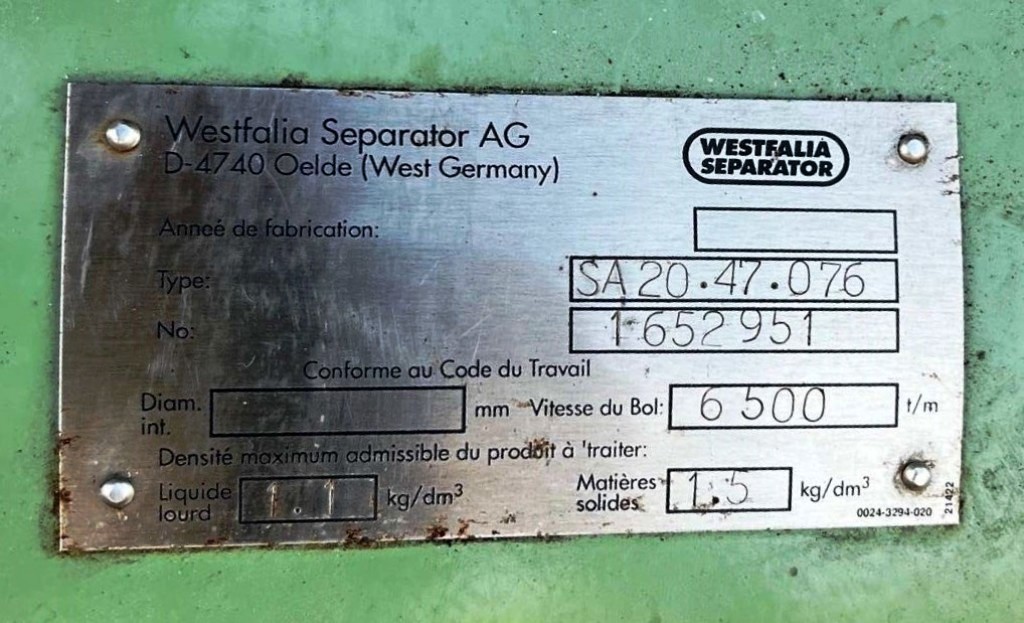 Westfalia Separator AG
D-4740 Oelde (West Germany)
WESTFALIA
SEPARATOR
Anneé de fabrication:
Type: SA 20·47·076
No: 1 652 951
Conforme au Code du Travail
Diam. int. mm Vitesse du Bol: 6 500 t/m
Densité maximum admissible du prodúit à 'traiter:
Liquide lourd 1.1 kg/dm³ Matières solides 1.5 kg/dm³
0024-3294-020
21422